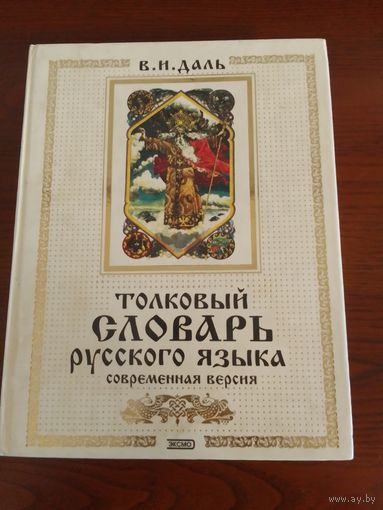 В.И.ДАЛЬ
ТОЛКОВЫЙ
СЛОВАРЬ
РУССКОГО ЯЗЫКА
СОВРЕМЕННАЯ ВЕРСИЯ
ЭКСМО
www.ay.by